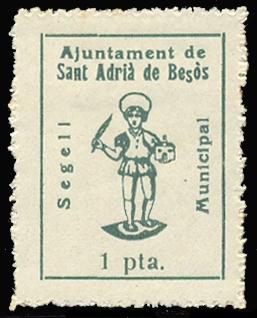 Ajuntament de
Sant Adrià de Besòs
Segell
Municipal
1 pta.